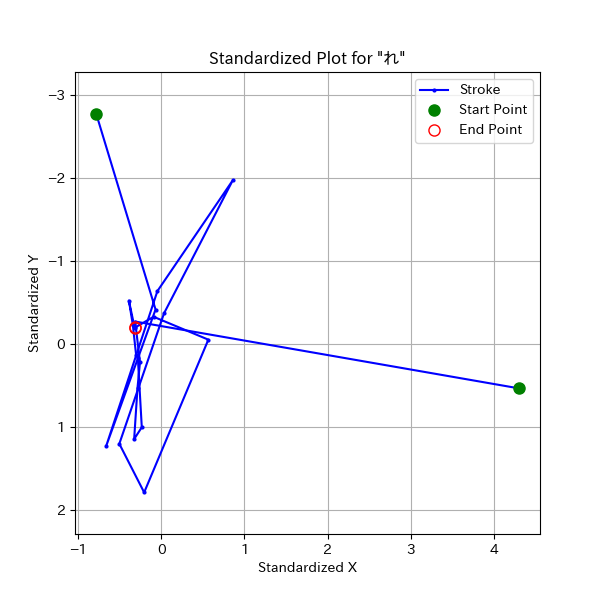 Standardized Plot for "れ"
Stroke
Start Point
End Point
−3
−2
−1
0
1
2
Standardized Y
−1 0 1 2 3 4
Standardized X